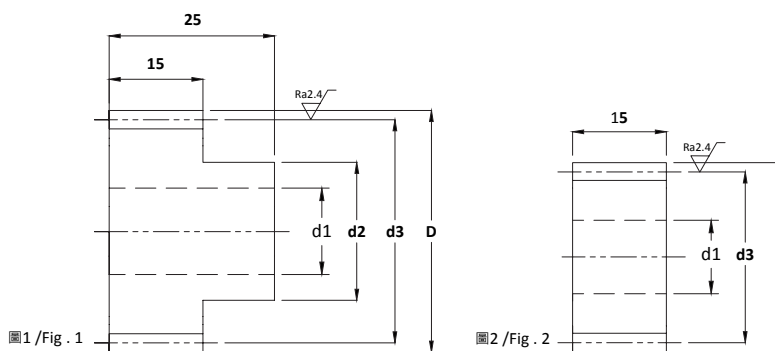 25
15
Ra2.4
d1
d2
d3
D
圖1 /Fig . 1
15
Ra2.4
d1
d3
圖2 /Fig . 2